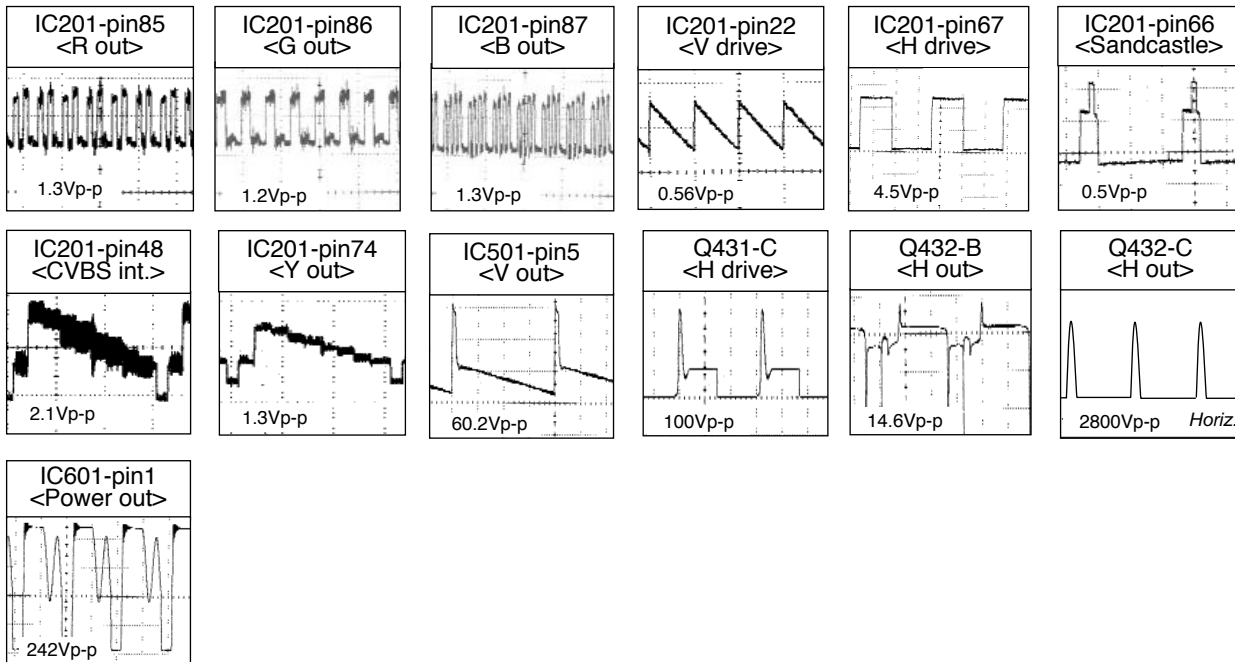 IC201-pin85
<R out>
1.3Vp-p
IC201-pin86
<G out>
1.2Vp-p
IC201-pin87
<B out>
1.3Vp-p
IC201-pin22
<V drive>
0.56Vp-p
IC201-pin67
<H drive>
4.5Vp-p
IC201-pin66
<Sandcastle>
0.5Vp-p
IC201-pin48
<CVBS int.>
2.1Vp-p
IC201-pin74
<Y out>
1.3Vp-p
IC501-pin5
<V out>
60.2Vp-p
Q431-C
<H drive>
100Vp-p
Q432-B
<H out>
14.6Vp-p
Q432-C
<H out>
2800Vp-p Horiz.
IC601-pin1
<Power out>
242Vp-p